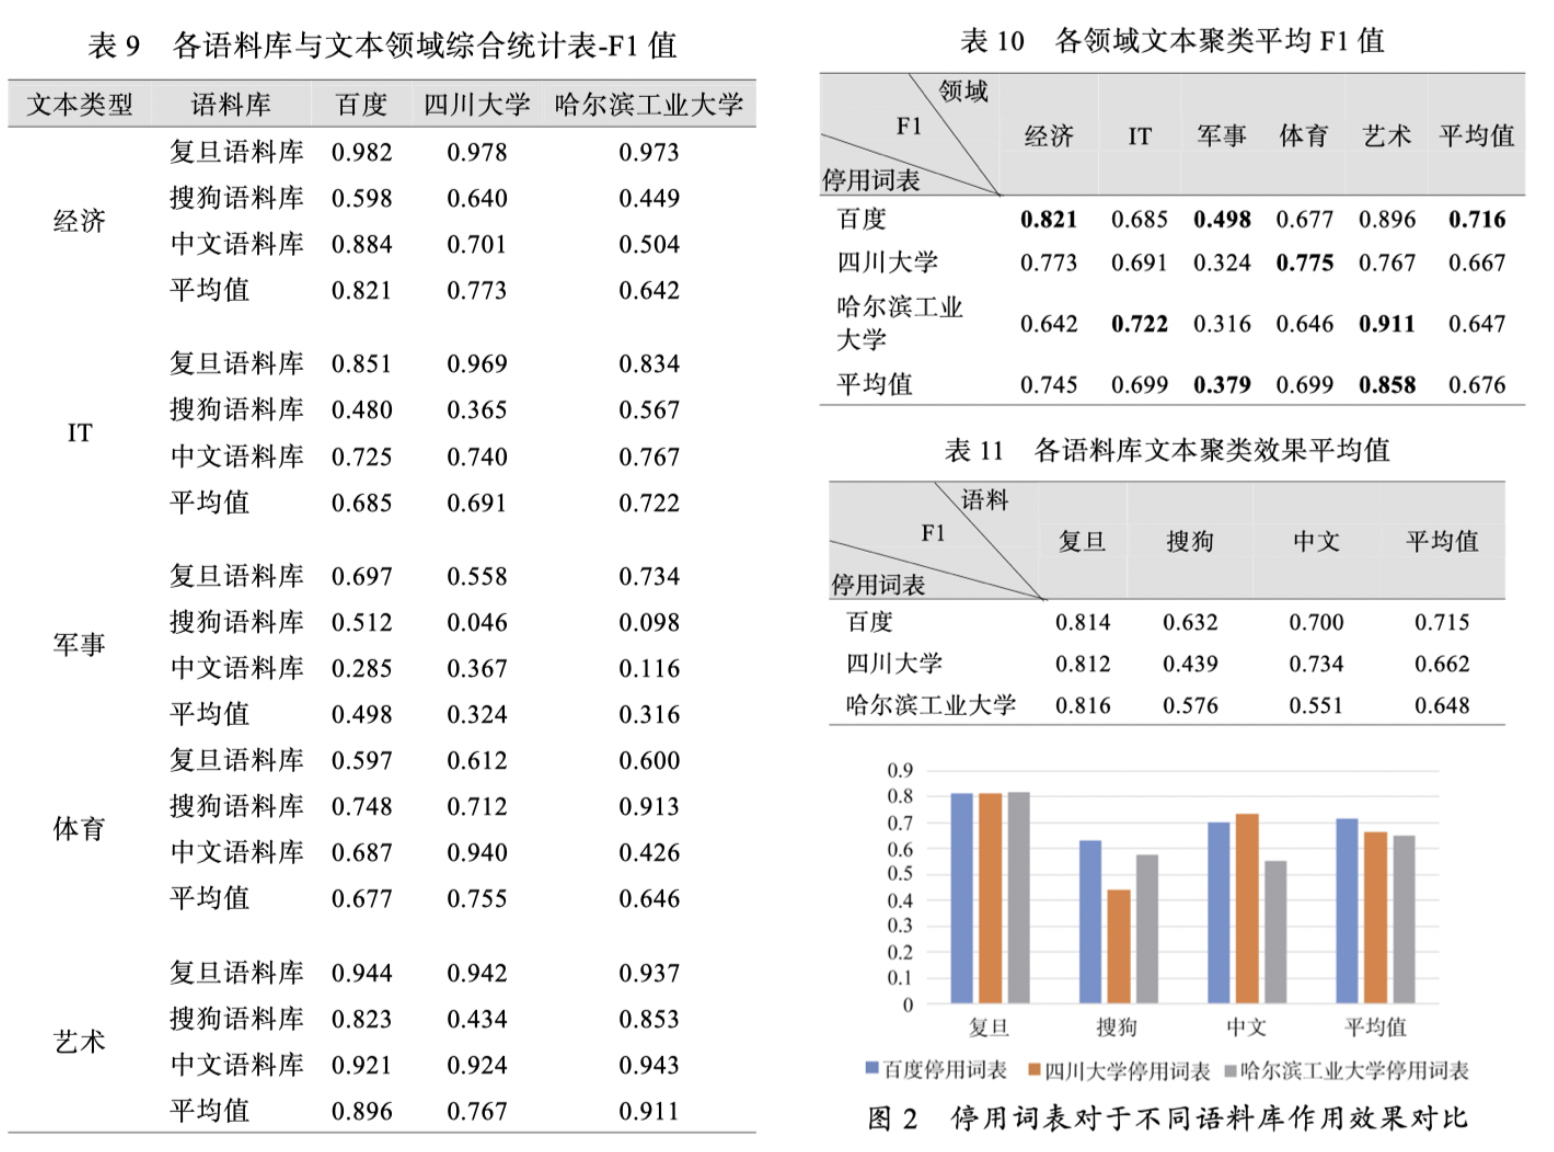 表 9 各语料库与文本领域综合统计表-F1 值
文本类型 语料库 百度 四川大学 哈尔滨工业大学
经济
复旦语料库 0.982 0.978 0.973
搜狗语料库 0.598 0.640 0.449
中文语料库 0.884 0.701 0.504
平均值 0.821 0.773 0.642
IT
复旦语料库 0.851 0.969 0.834
搜狗语料库 0.480 0.365 0.567
中文语料库 0.725 0.740 0.767
平均值 0.685 0.691 0.722
军事
复旦语料库 0.697 0.558 0.734
搜狗语料库 0.512 0.046 0.098
中文语料库 0.285 0.367 0.116
平均值 0.498 0.324 0.316
体育
复旦语料库 0.597 0.612 0.600
搜狗语料库 0.748 0.712 0.913
中文语料库 0.687 0.940 0.426
平均值 0.677 0.755 0.646
艺术
复旦语料库 0.944 0.942 0.937
搜狗语料库 0.823 0.434 0.853
中文语料库 0.921 0.924 0.943
平均值 0.896 0.767 0.911
表 10 各领域文本聚类平均 F1 值
领域
F1
停用词表
经济 IT 军事 体育 艺术 平均值
百度 0.821 0.685 0.498 0.677 0.896 0.716
四川大学 0.773 0.691 0.324 0.775 0.767 0.667
哈尔滨工业
大学
0.642 0.722 0.316 0.646 0.911 0.647
平均值 0.745 0.699 0.379 0.699 0.858 0.676
表 11 各语料库文本聚类效果平均值
语料
F1
停用词表
复旦 搜狗 中文 平均值
百度 0.814 0.632 0.700 0.715
四川大学 0.812 0.439 0.734 0.662
哈尔滨工业大学 0.816 0.576 0.551 0.648
0.9
0.8
0.7
0.6
0.5
0.4
0.3
0.2
0.1
0
复旦 搜狗 中文 平均值
百度停用词表 四川大学停用词表 哈尔滨工业大学停用词表
图 2 停用词表对于不同语料库作用效果对比